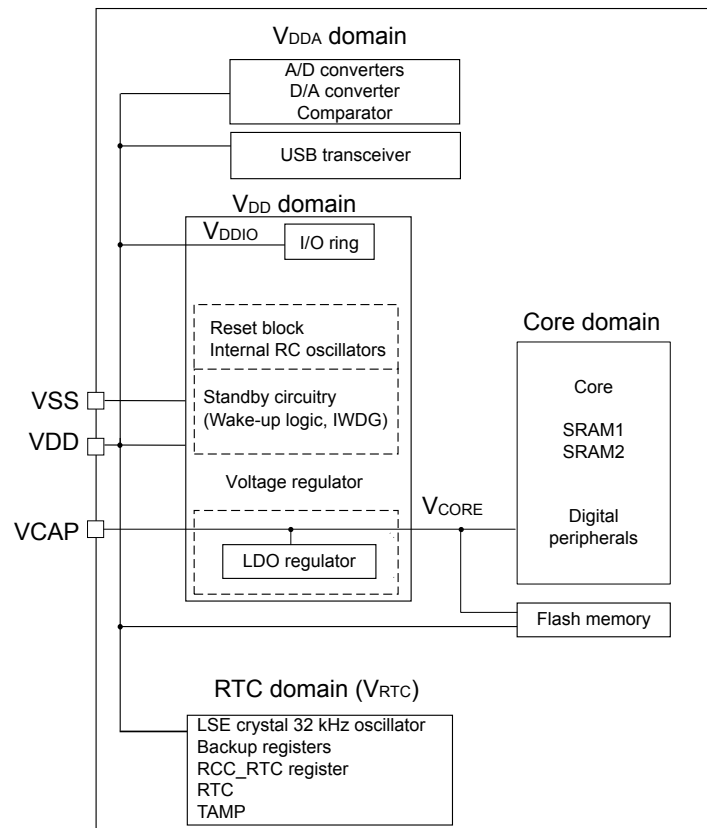 VDDA domain
A/D converters
D/A converter
Comparator
USB transceiver
VDD domain
VDDIO
I/O ring
Reset block
Internal RC oscillators
Standby circuitry
(Wake-up logic, IWDG)
VSS
VDD
Voltage regulator
VCAP
LDO regulator
VCORE
Core domain
Core
SRAM1
SRAM2
Digital
peripherals
Flash memory
RTC domain (VRTC)
LSE crystal 32 kHz oscillator
Backup registers
RCC_RTC register
RTC
TAMP